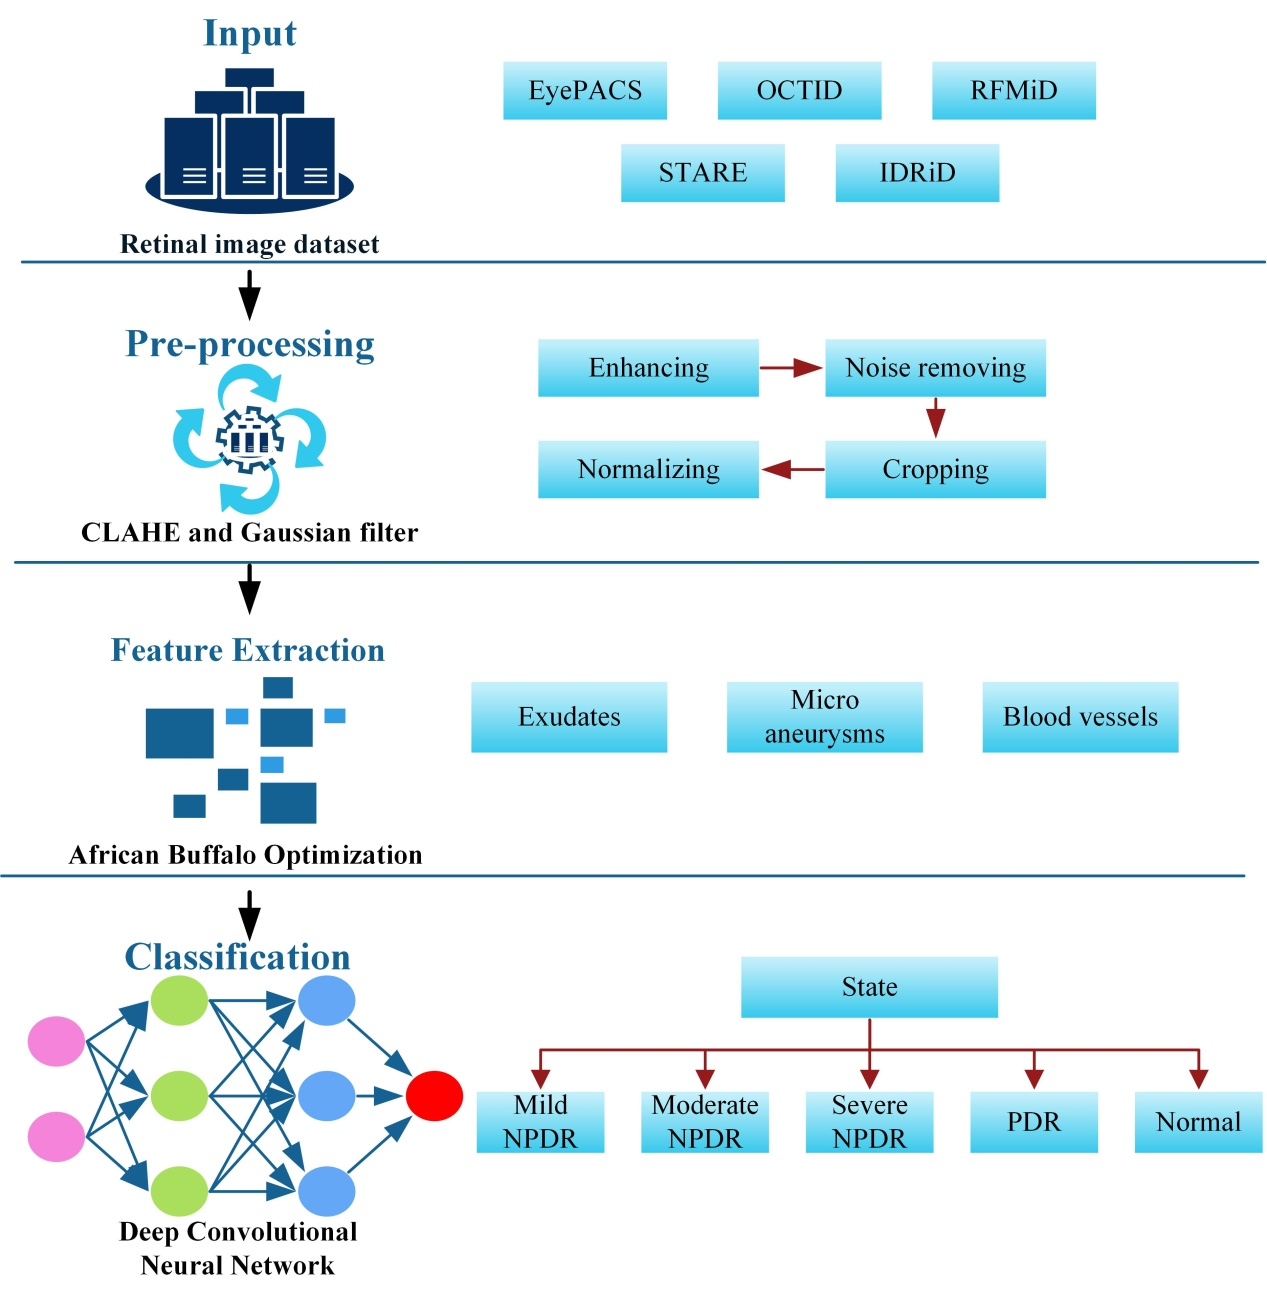 Input
EyePACS
OCTID
RFMiD
STARE
IDRiD
Retinal image dataset
Pre-processing
Enhancing
Noise removing
Normalizing
Cropping
CLAHE and Gaussian filter
Feature Extraction
Exudates
Micro
aneurysms
Blood vessels
African Buffalo Optimization
Classification
State
Mild
NPDR
Moderate
NPDR
Severe
NPDR
PDR
Normal
Deep Convolutional
Neural Network